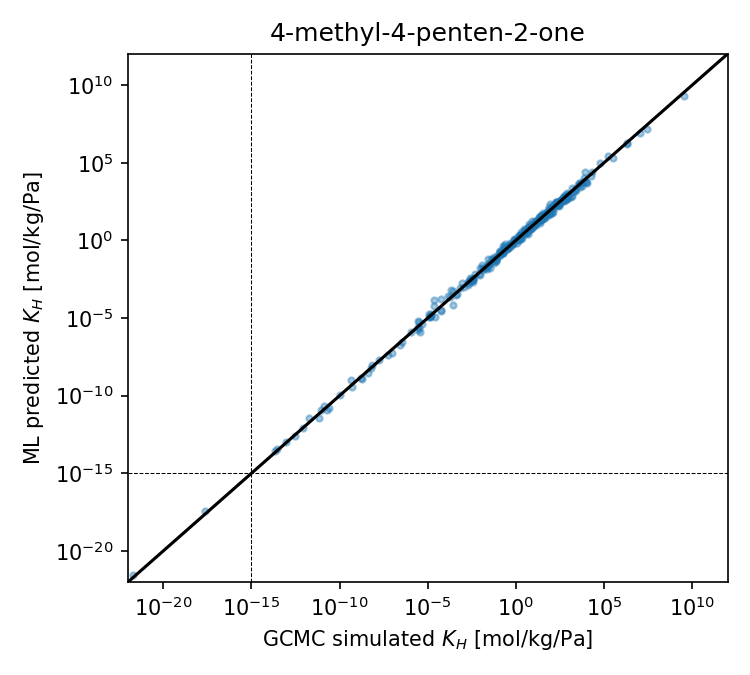 4-methyl-4-penten-2-one
ML predicted K_H [mol/kg/Pa]
10^10
10^5
10^0
10^-5
10^-10
10^-15
10^-20
10^-20 10^-15 10^-10 10^-5 10^0 10^5 10^10
GCMC simulated K_H [mol/kg/Pa]